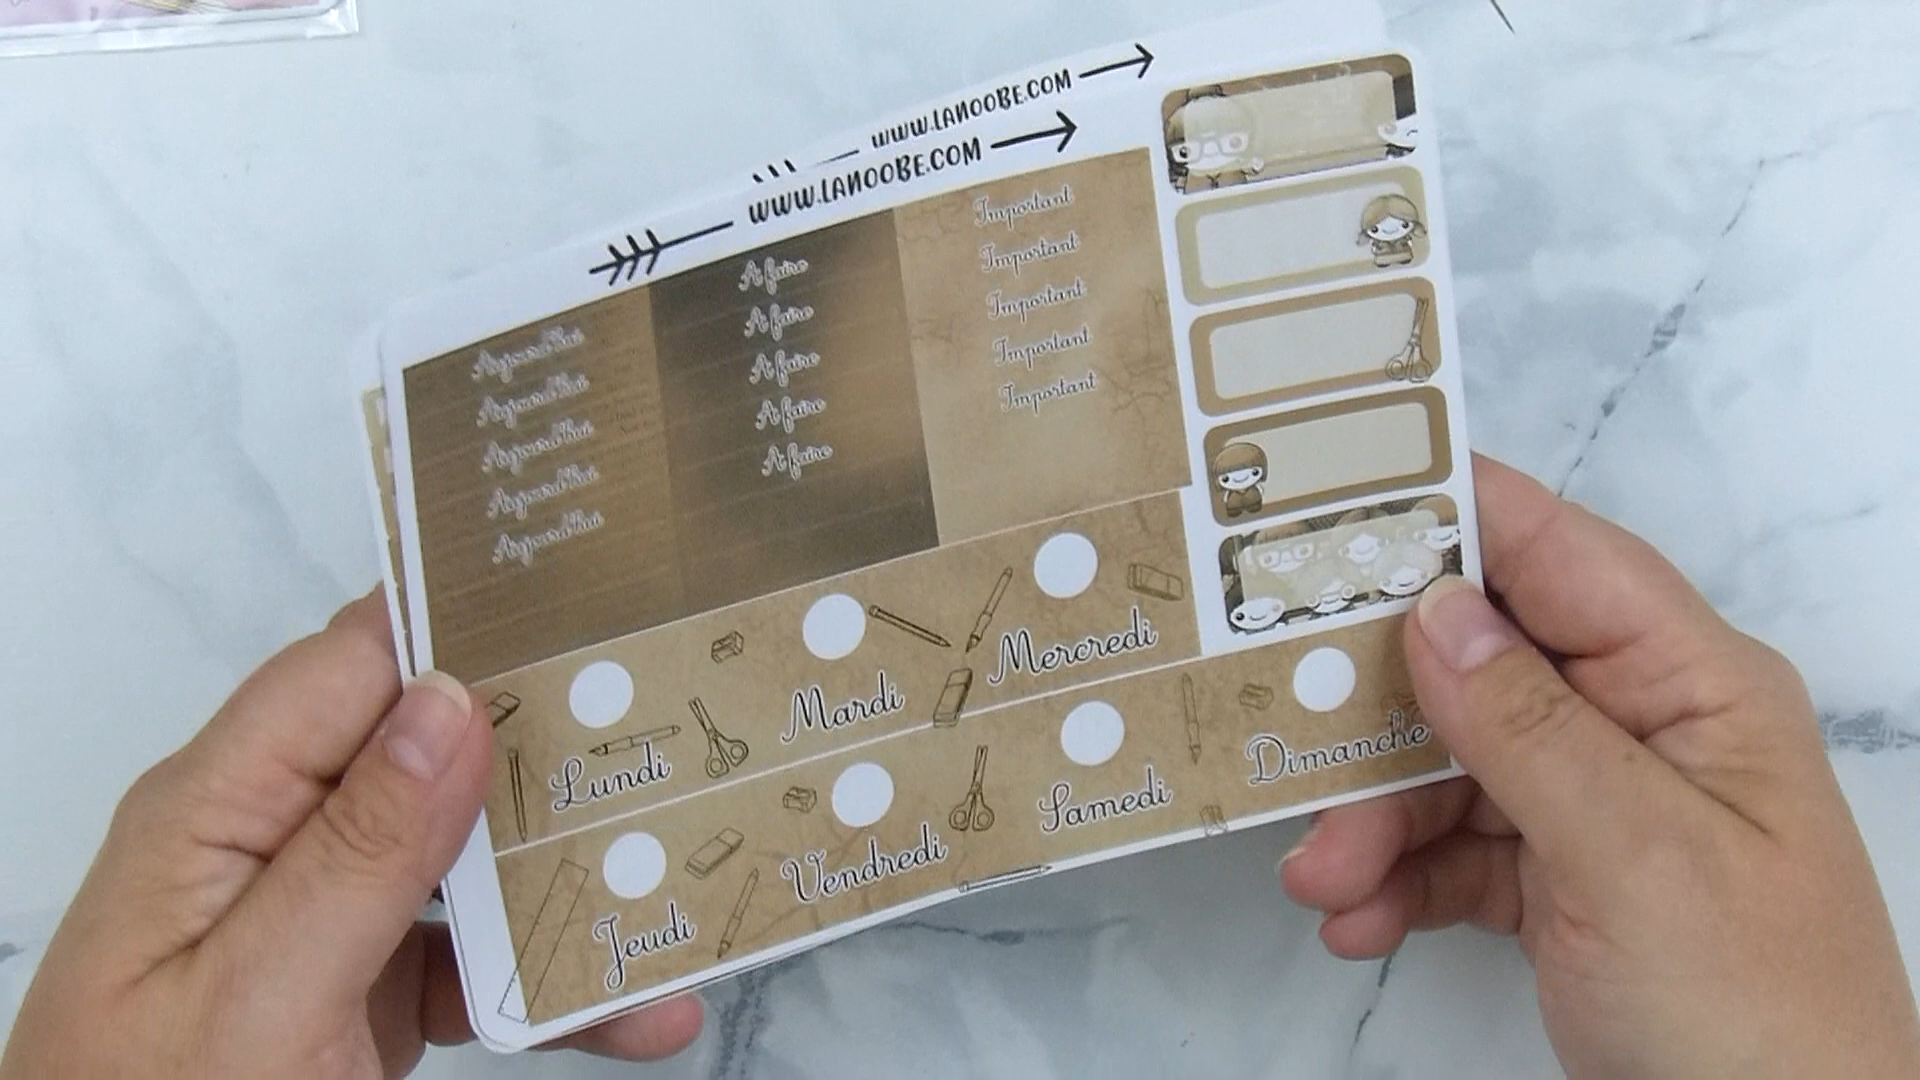 WWW.LANOOBE.COM
WWW.LANOOBE.COM
Aujourd'hui
Aujourd'hui
Aujourd'hui
Aujourd'hui
Aujourd'hui
A faire
A faire
A faire
A faire
A faire
Important
Important
Important
Important
Important
Lundi
Mardi
Mercredi
Jeudi
Vendredi
Samedi
Dimanche